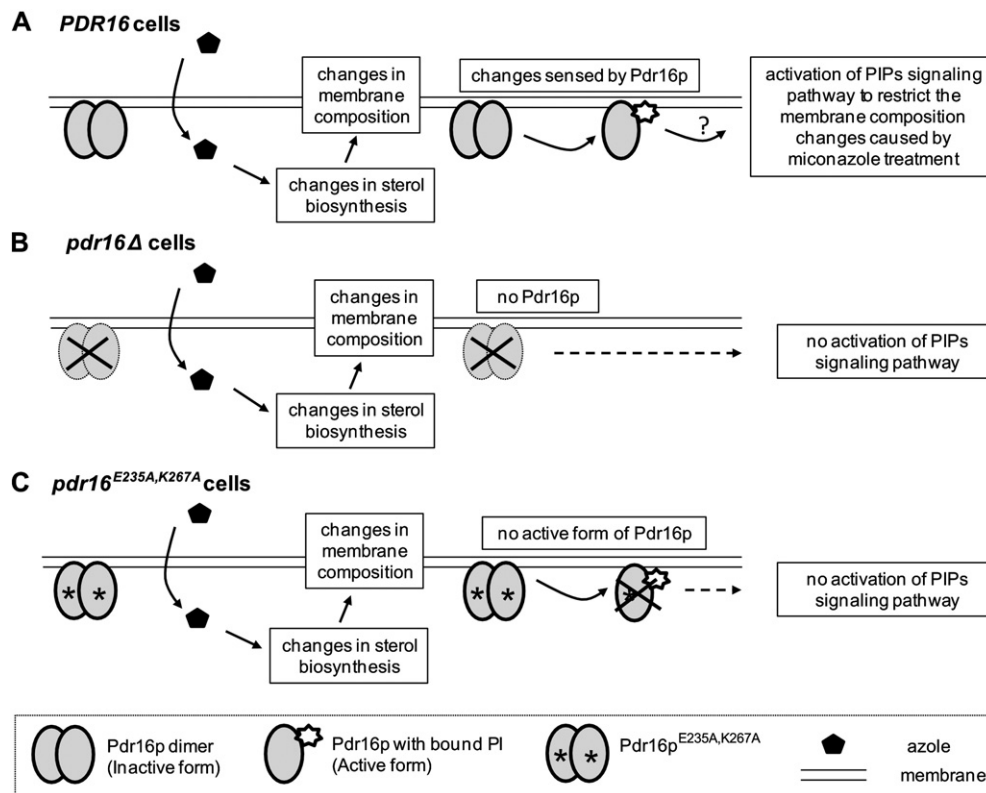 A PDR16 cells
changes in
membrane
composition
changes sensed by Pdr16p
activation of PIPs signaling
pathway to restrict the
membrane composition
changes caused by
miconazole treatment
?
changes in sterol
biosynthesis
B pdr16Δ cells
changes in
membrane
composition
no Pdr16p
no activation of PIPs
signaling pathway
changes in sterol
biosynthesis
C pdr16E235A,K267A cells
changes in
membrane
composition
no active form of Pdr16p
* *
* *
*
no activation of PIPs
signaling pathway
changes in sterol
biosynthesis
Pdr16p dimer
(Inactive form)
Pdr16p with bound PI
(Active form)
* *
Pdr16pE235A,K267A
azole
membrane